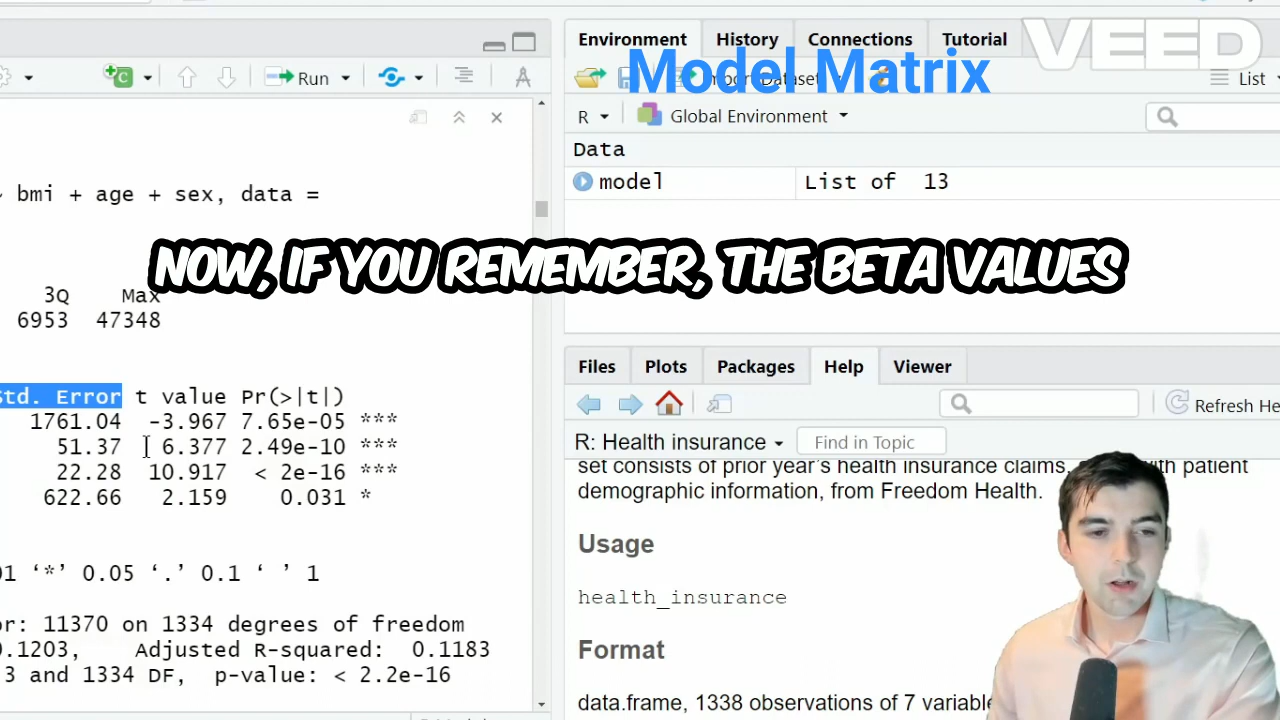 Environment History Connections Tutorial
VEED
Run
Model Matrix
List
R Global Environment
Data
model List of 13
bmi + age + sex, data =
NOW, IF YOU REMEMBER, THE BETA VALUES
3Q Max
6953 47348
Files Plots Packages Help Viewer
Std. Error t value Pr(>|t|)
1761.04 -3.967 7.65e-05 ***
51.37 6.377 2.49e-10 ***
22.28 10.917 < 2e-16 ***
622.66 2.159 0.031 *
Refresh He
R: Health insurance Find in Topic
set consists of prior year's health insurance claims, with patient
demographic information, from Freedom Health.
Usage
health_insurance
Format
data.frame, 1338 observations of 7 variable
01 ‘*’ 0.05 ‘.’ 0.1 ‘ ’ 1
or: 11370 on 1334 degrees of freedom
0.1203, Adjusted R-squared: 0.1183
3 and 1334 DF, p-value: < 2.2e-16